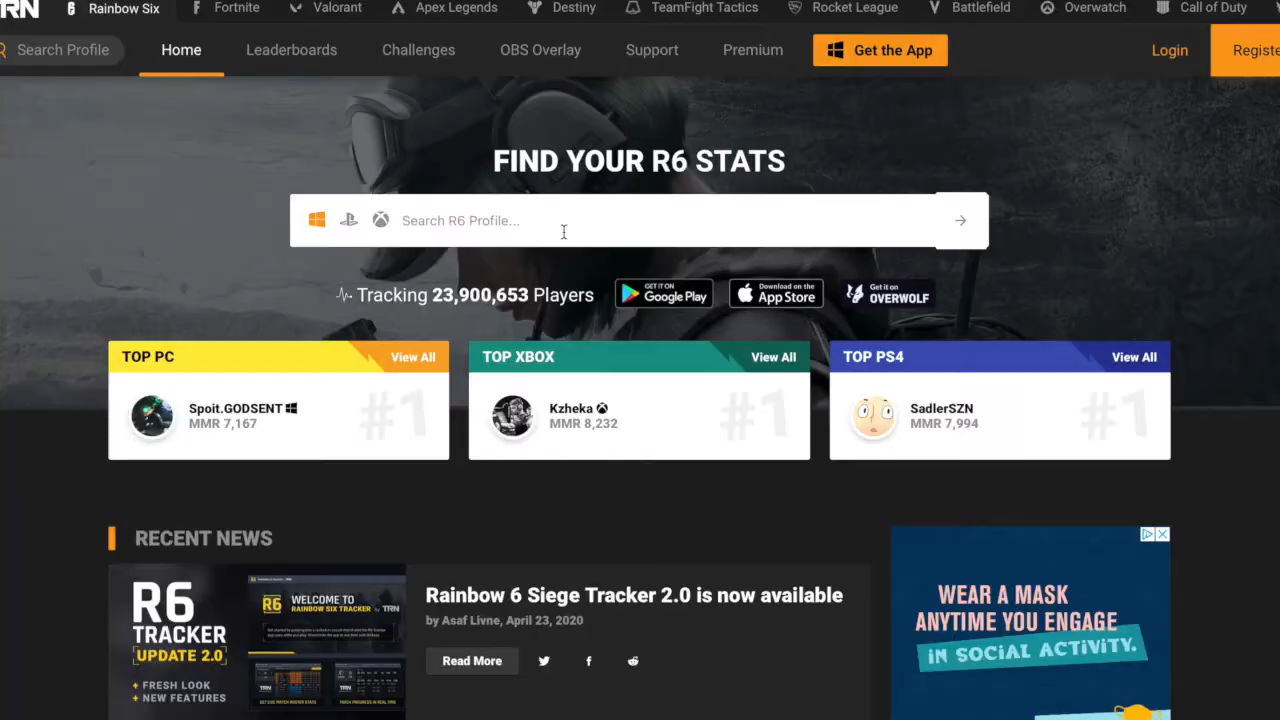 TRN
Rainbow Six
Fortnite
Valorant
Apex Legends
Destiny
TeamFight Tactics
Rocket League
Battlefield
Overwatch
Call of Duty
Search Profile
Home
Leaderboards
Challenges
OBS Overlay
Support
Premium
Get the App
Login
Registe
FIND YOUR R6 STATS
Search R6 Profile...
Tracking 23,900,653 Players
GET IT ON
Google Play
Download on the
App Store
Get it on
OVERWOLF
TOP PC
View All
Spoit.GODSENT
MMR 7,167
#1
TOP XBOX
View All
Kzheka
MMR 8,232
#1
TOP PS4
View All
SadlerSZN
MMR 7,994
#1
RECENT NEWS
R6
TRACKER
UPDATE 2.0
+ FRESH LOOK
+ NEW FEATURES
R6
WELCOME TO
RAINBOW SIX TRACKER by TRN
Rainbow 6 Siege Tracker 2.0 is now available
by Asaf Livne, April 23, 2020
Read More
WEAR A MASK
ANYTIME YOU ENGAGE
IN SOCIAL ACTIVITY.